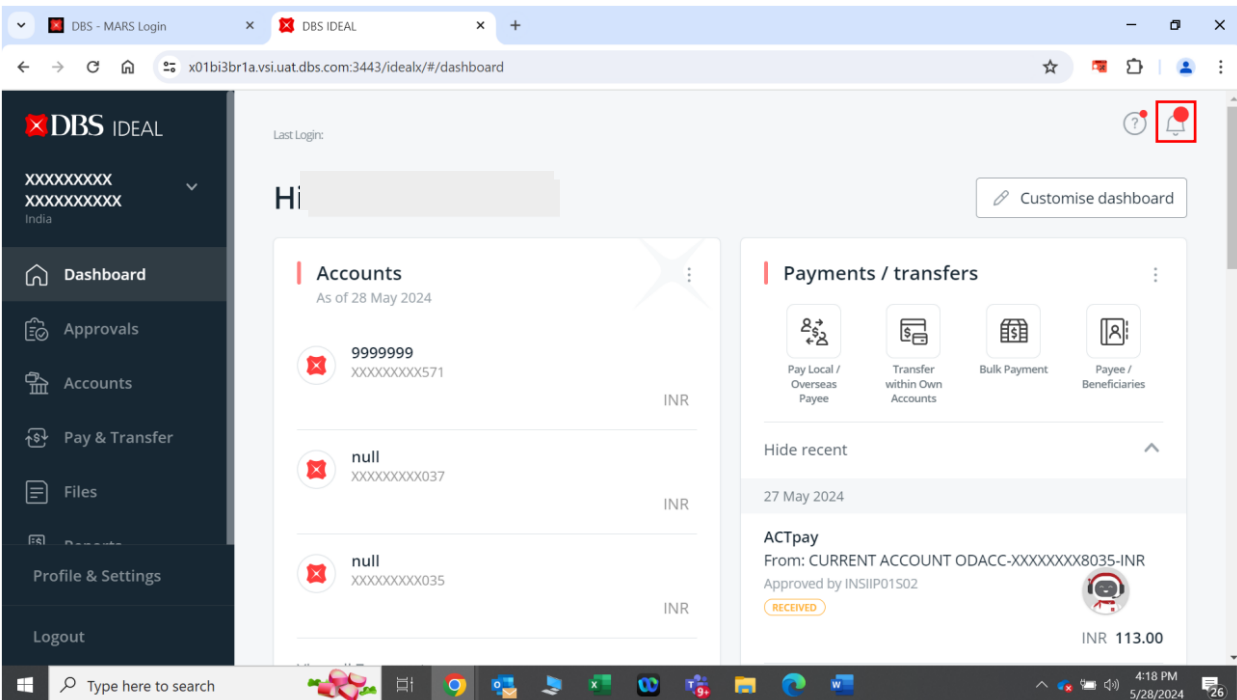 DBS - MARS Login
DBS IDEAL
x01bi3br1a.vsi.uat.dbs.com:3443/idealx/#/dashboard
DBS IDEAL
XXXXXXXXX
XXXXXXXXXX
India
Dashboard
Approvals
Accounts
Pay & Transfer
Files
Profile & Settings
Logout
Last Login:
Hi
Customise dashboard
Accounts
As of 28 May 2024
9999999
XXXXXXXXX571
INR
null
XXXXXXXXX037
INR
null
XXXXXXXXX035
INR
Payments / transfers
Pay Local /
Overseas
Payee
Transfer
within Own
Accounts
Bulk Payment
Payee /
Beneficiaries
Hide recent
27 May 2024
ACTpay
From: CURRENT ACCOUNT ODACC-XXXXXXXX8035-INR
Approved by INSIIP01S02
RECEIVED
INR 113.00
Type here to search
4:18 PM
5/28/2024
26